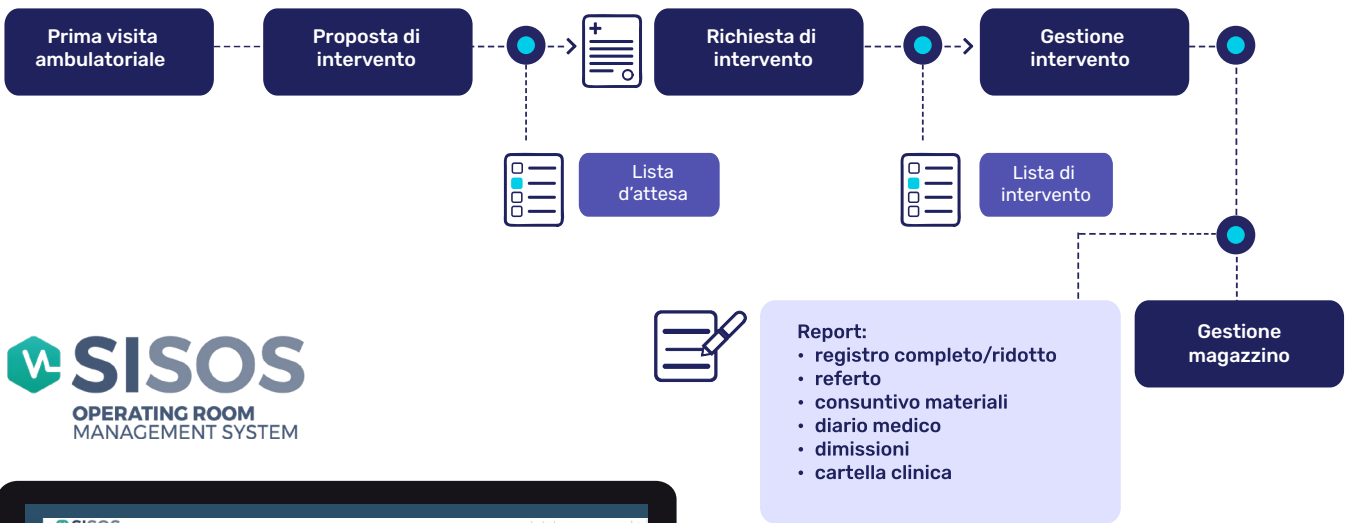 Prima visita
ambulatoriale
Proposta di
intervento
Richiesta di
intervento
Gestione
intervento
Lista
d'attesa
Lista di
intervento
Report:
• registro completo/ridotto
• referto
• consuntivo materiali
• diario medico
• dimissioni
• cartella clinica
Gestione
magazzino
SISOS
OPERATING ROOM
MANAGEMENT SYSTEM
SISOS